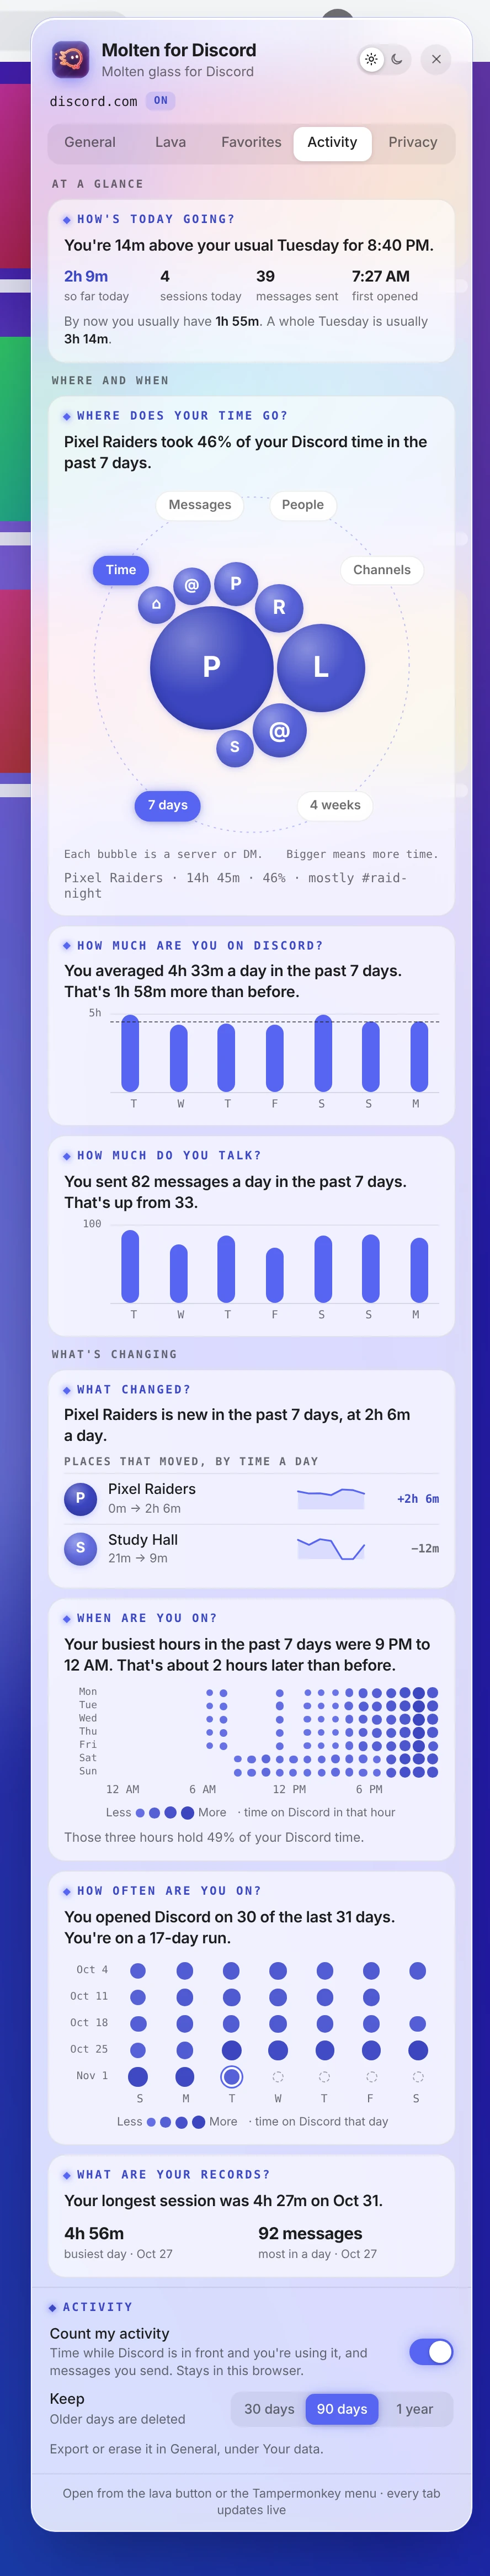 Molten for Discord
Molten glass for Discord
discord.com ON
General Lava Favorites Activity Privacy
AT A GLANCE
HOW'S TODAY GOING?
You're 14m above your usual Tuesday for 8:40 PM.
2h 9m 4 39 7:27 AM
so far today sessions today messages sent first opened
By now you usually have 1h 55m. A whole Tuesday is usually
3h 14m.
WHERE AND WHEN
WHERE DOES YOUR TIME GO?
Pixel Raiders took 46% of your Discord time in the
past 7 days.
Messages People
Time Channels
@ P
R
P L
@
S
7 days 4 weeks
Each bubble is a server or DM. Bigger means more time.
Pixel Raiders · 14h 45m · 46% · mostly #raid-
night
HOW MUCH ARE YOU ON DISCORD?
You averaged 4h 33m a day in the past 7 days.
That's 1h 58m more than before.
5h
T W T F S S M
HOW MUCH DO YOU TALK?
You sent 82 messages a day in the past 7 days.
That's up from 33.
100
T W T F S S M
WHAT'S CHANGING
WHAT CHANGED?
Pixel Raiders is new in the past 7 days, at 2h 6m
a day.
PLACES THAT MOVED, BY TIME A DAY
P Pixel Raiders +2h 6m
0m → 2h 6m
S Study Hall −12m
21m → 9m
WHEN ARE YOU ON?
Your busiest hours in the past 7 days were 9 PM to
12 AM. That's about 2 hours later than before.
Mon
Tue
Wed
Thu
Fri
Sat
Sun
12 AM 6 AM 12 PM 6 PM
Less More · time on Discord in that hour
Those three hours hold 49% of your Discord time.
HOW OFTEN ARE YOU ON?
You opened Discord on 30 of the last 31 days.
You're on a 17-day run.
Oct 4
Oct 11
Oct 18
Oct 25
Nov 1
S M T W T F S
Less More · time on Discord that day
WHAT ARE YOUR RECORDS?
Your longest session was 4h 27m on Oct 31.
4h 56m 92 messages
busiest day · Oct 27 most in a day · Oct 27
ACTIVITY
Count my activity
Time while Discord is in front and you're using it, and
messages you send. Stays in this browser.
Keep 30 days 90 days 1 year
Older days are deleted
Export or erase it in General, under Your data.
Open from the lava button or the Tampermonkey menu · every tab
updates live